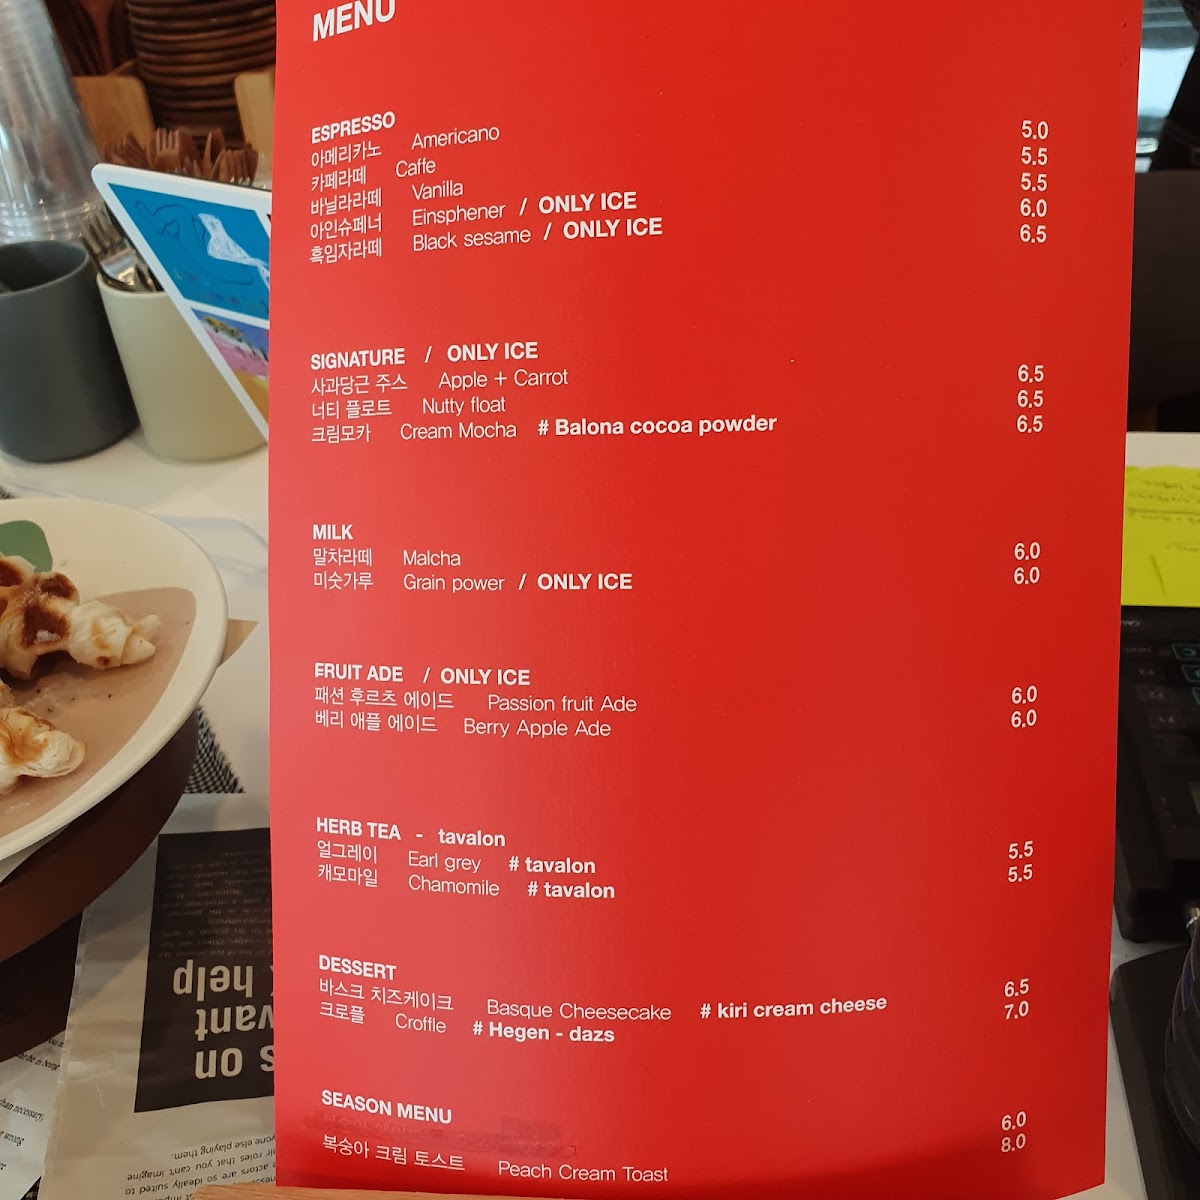 MENU
ESPRESSO
아메리카노 Americano 5.0
카페라떼 Caffe 5.5
바닐라라떼 Vanilla 5.5
아인슈페너 Einsphener / ONLY ICE 6.0
흑임자라떼 Black sesame / ONLY ICE 6.5
SIGNATURE / ONLY ICE
사과당근 주스 Apple + Carrot 6.5
너티 플로트 Nutty float 6.5
크림모카 Cream Mocha # Balona cocoa powder 6.5
MILK
말차라떼 Malcha 6.0
미숫가루 Grain power / ONLY ICE 6.0
FRUIT ADE / ONLY ICE
패션 후르츠 에이드 Passion fruit Ade 6.0
베리 애플 에이드 Berry Apple Ade 6.0
HERB TEA - tavalon
얼그레이 Earl grey # tavalon 5.5
캐모마일 Chamomile # tavalon 5.5
DESSERT
바스크 치즈케이크 Basque Cheesecake # kiri cream cheese 6.5
크로플 Croffle # Hegen - dazs 7.0
SEASON MENU
6.0
복숭아 크림 토스트 Peach Cream Toast 8.0
on
want
help